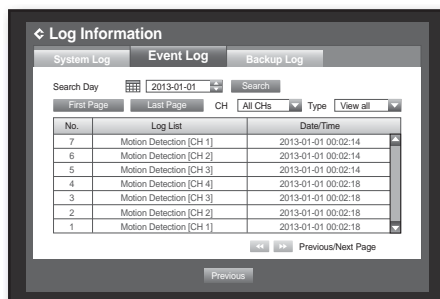 Log Information
System Log Event Log Backup Log
Search Day 2013-01-01 Search
First Page Last Page CH All CHs Type View all
No. Log List Date/Time
7 Motion Detection [CH 1] 2013-01-01 00:02:14
6 Motion Detection [CH 2] 2013-01-01 00:02:14
5 Motion Detection [CH 3] 2013-01-01 00:02:14
4 Motion Detection [CH 4] 2013-01-01 00:02:18
3 Motion Detection [CH 3] 2013-01-01 00:02:18
2 Motion Detection [CH 2] 2013-01-01 00:02:18
1 Motion Detection [CH 1] 2013-01-01 00:02:18
Previous/Next Page
Previous